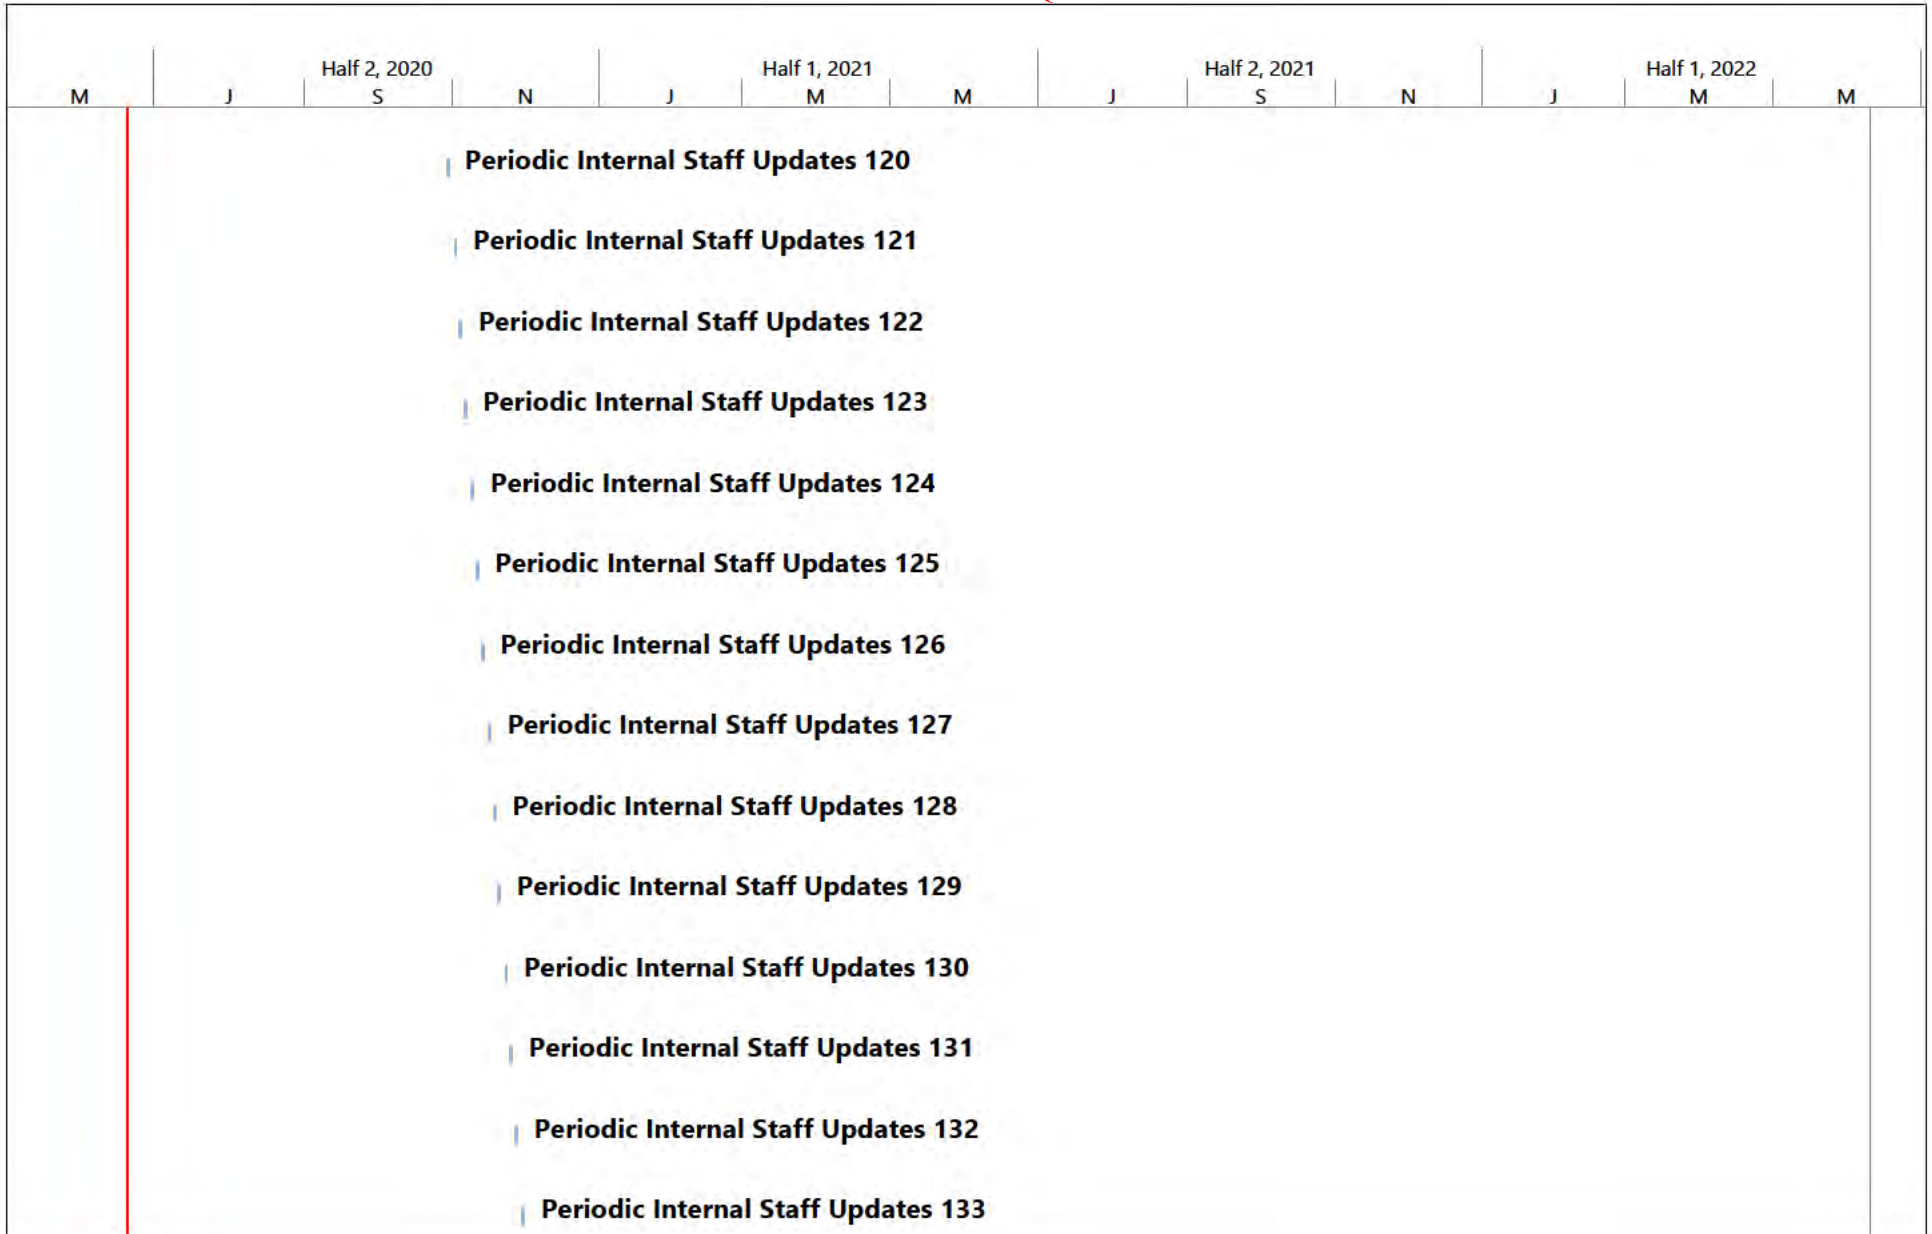 Half 2, 2020 Half 1, 2021 Half 2, 2021 Half 1, 2022
M J S N J M M J S N J M M
Periodic Internal Staff Updates 120
Periodic Internal Staff Updates 121
Periodic Internal Staff Updates 122
Periodic Internal Staff Updates 123
Periodic Internal Staff Updates 124
Periodic Internal Staff Updates 125
Periodic Internal Staff Updates 126
Periodic Internal Staff Updates 127
Periodic Internal Staff Updates 128
Periodic Internal Staff Updates 129
Periodic Internal Staff Updates 130
Periodic Internal Staff Updates 131
Periodic Internal Staff Updates 132
Periodic Internal Staff Updates 133